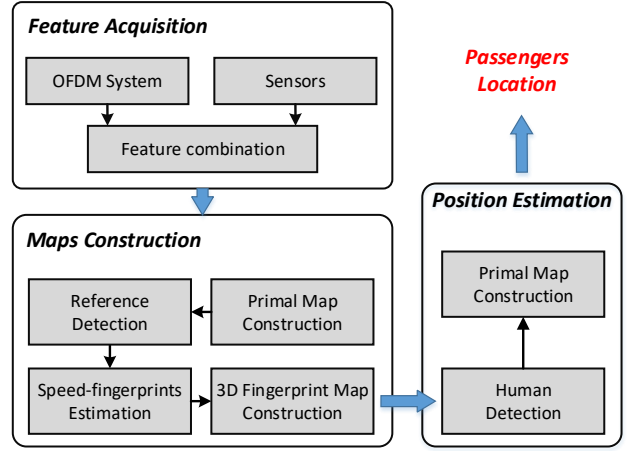 Feature Acquisition
OFDM System
Sensors
Feature combination
Maps Construction
Reference
Detection
Primal Map
Construction
Speed-fingerprints
Estimation
3D Fingerprint Map
Construction
Passengers
Location
Position Estimation
Primal Map
Construction
Human
Detection